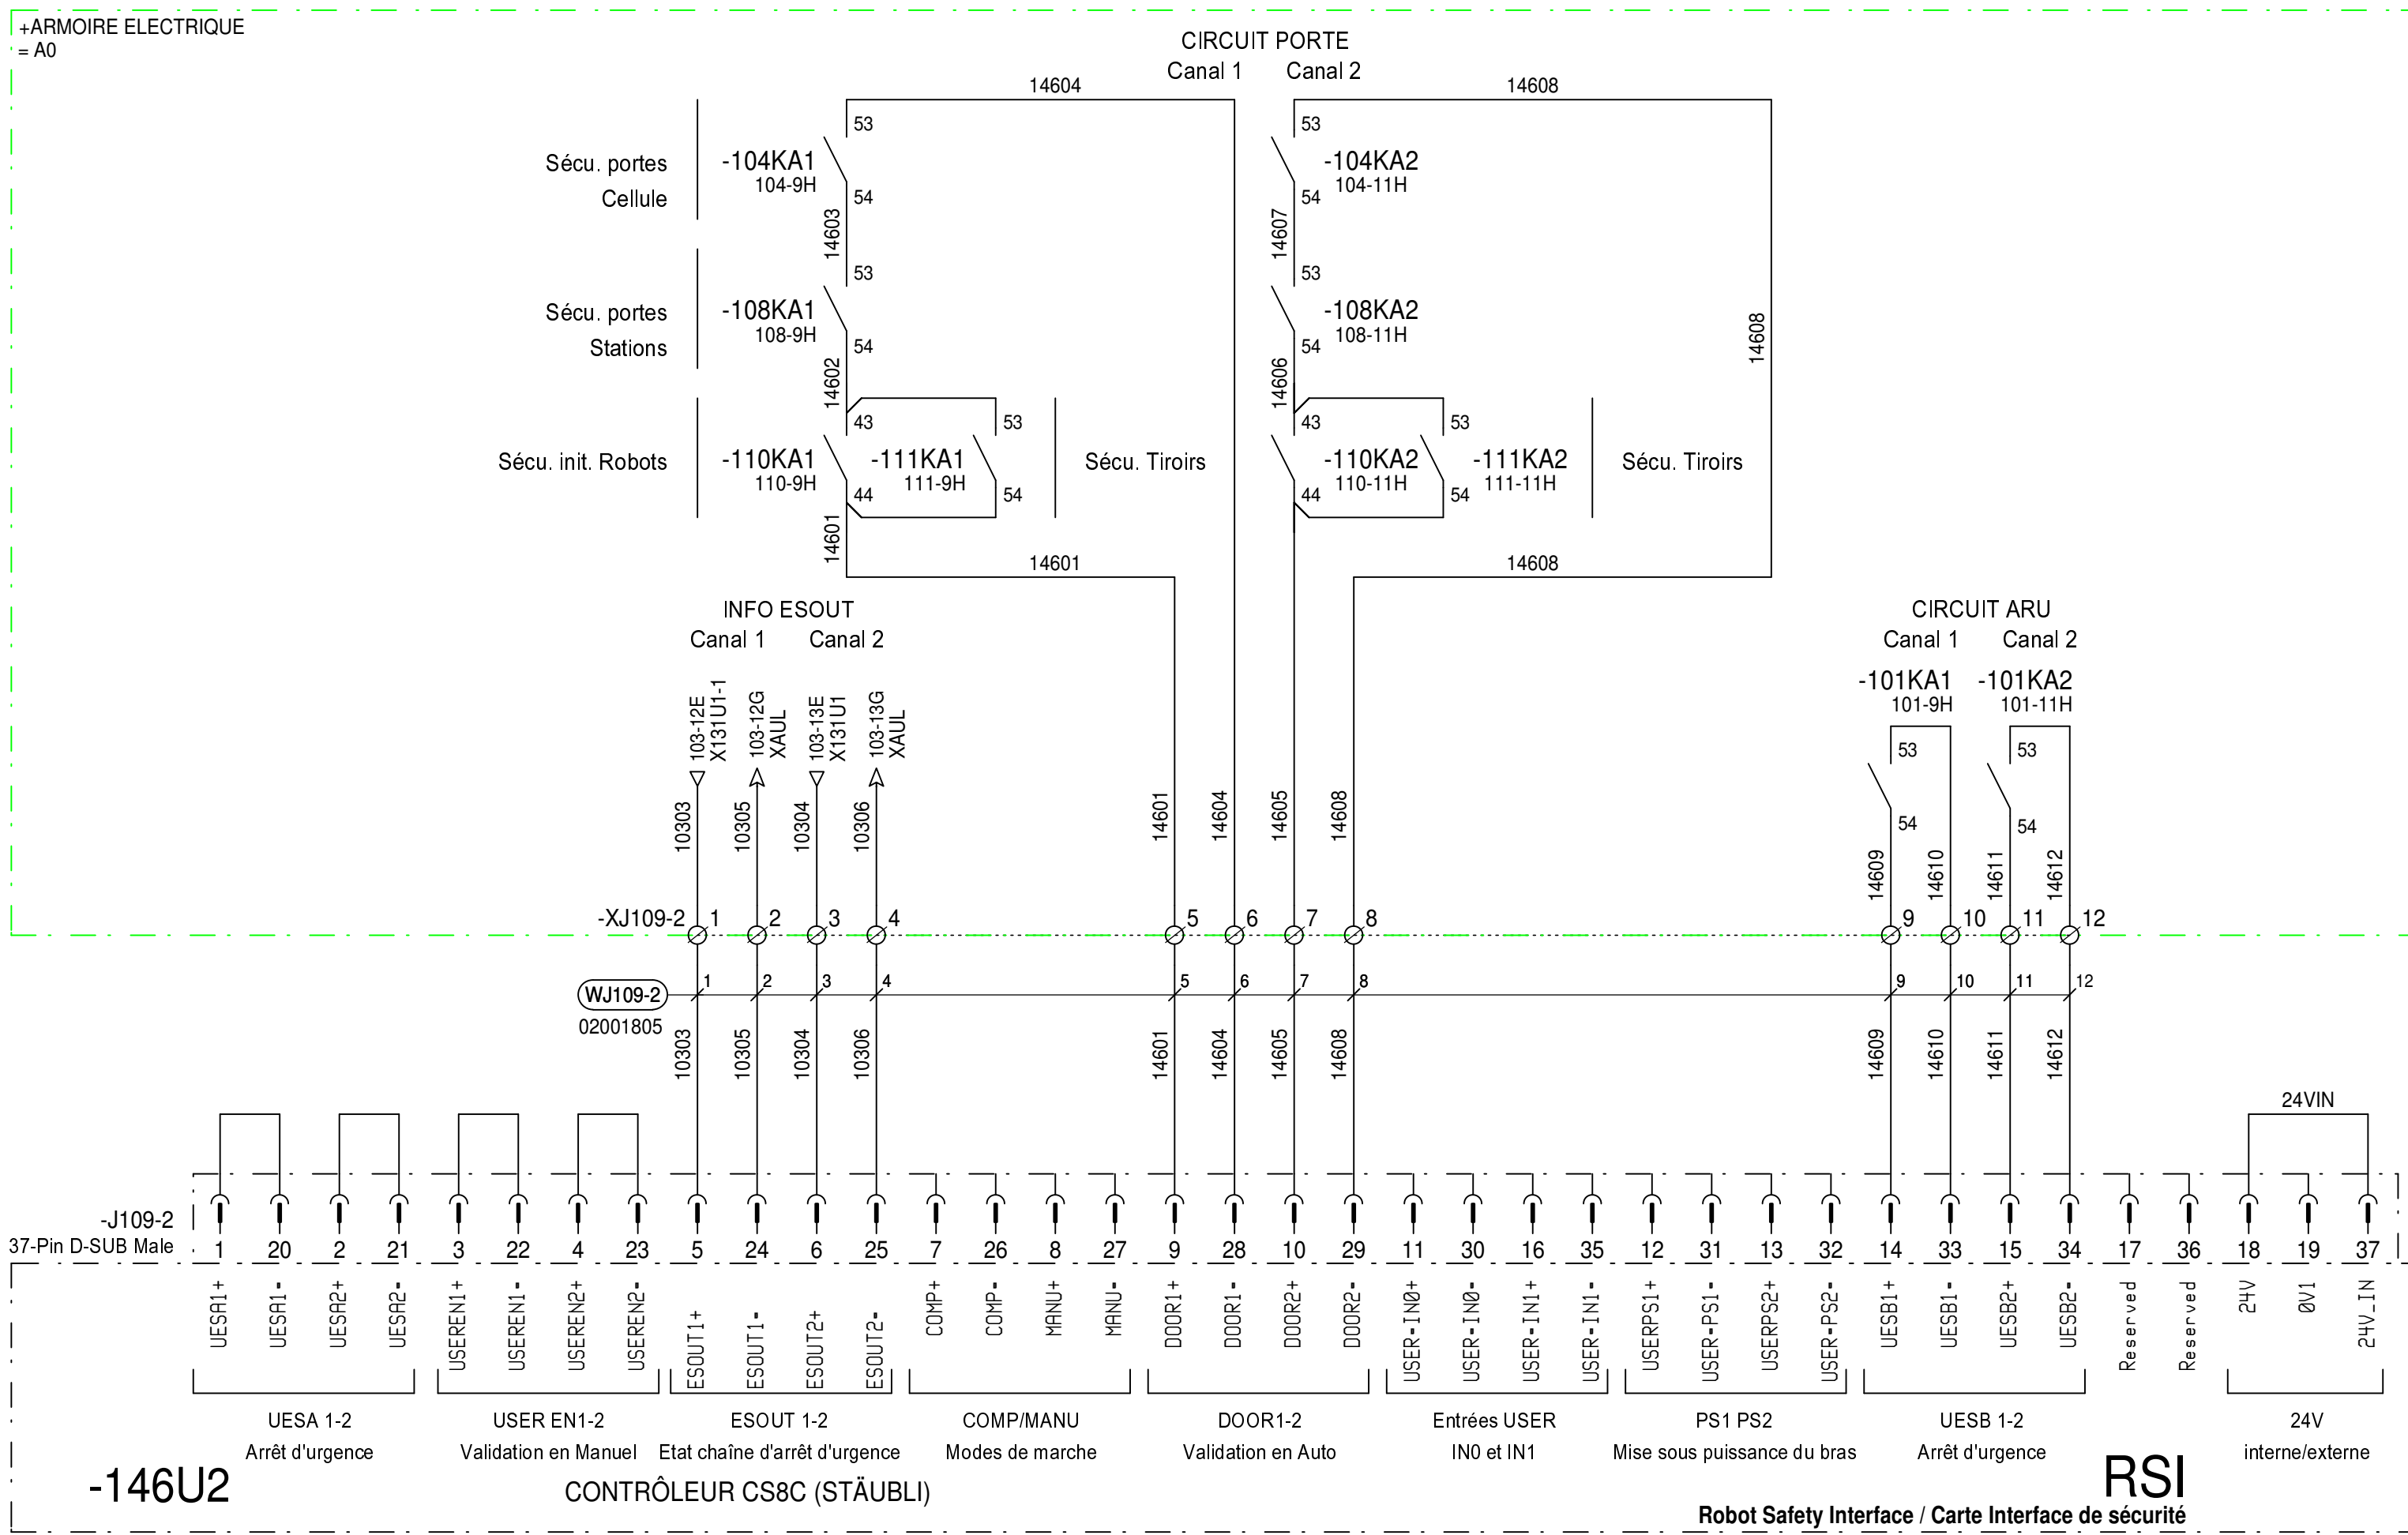 +ARMOIRE ELECTRIQUE
= A0
CIRCUIT PORTE
Canal 1 Canal 2
14604 14608
53 53
Sécu. portes -104KA1 -104KA2
104-9H 104-11H
Cellule 54 54
14603 14607
53 53
Sécu. portes -108KA1 -108KA2
108-9H 108-11H 14608
Stations 54 54
14602 14606
43 53 43 53
Sécu. init. Robots -110KA1 -111KA1 Sécu. Tiroirs -110KA2 -111KA2 Sécu. Tiroirs
110-9H 111-9H 110-11H 111-11H
44 54 44 54
14601
14601 14608
INFO ESOUT CIRCUIT ARU
Canal 1 Canal 2 Canal 1 Canal 2
-101KA1 -101KA2
101-9H 101-11H
103-12E 103-12G 103-13E 103-13G
X131U1-1 XAUL X131U1 XAUL
53 53
54 54
10303 10305 10304 10306 14601 14604 14605 14608 14609 14610 14611 14612
-XJ109-2 1 2 3 4 5 6 7 8 9 10 11 12
WJ109-2 1 2 3 4 5 6 7 8 9 10 11 12
02001805
10303 10305 10304 10306 14601 14604 14605 14608 14609 14610 14611 14612
24VIN
-J109-2
37-Pin D-SUB Male 1 20 2 21 3 22 4 23 5 24 6 25 7 26 8 27 9 28 10 29 11 30 16 35 12 31 13 32 14 33 15 34 17 36 18 19 37
UESA1+ UESA1- UESA2+ UESA2- USEREN1+ USEREN1- USEREN2+ USEREN2- ESOUT1+ ESOUT1- ESOUT2+ ESOUT2- COMP+ COMP- MANU+ MANU- DOOR1+ DOOR1- DOOR2+ DOOR2- USER-IN0+ USER-IN0- USER-IN1+ USER-IN1- USERPS1+ USER-PS1- USERPS2+ USER-PS2- UESB1+ UESB1- UESB2+ UESB2- Reserved Reserved 24V 0V1 24V_IN
UESA 1-2 USER EN1-2 ESOUT 1-2 COMP/MANU DOOR1-2 Entrées USER PS1 PS2 UESB 1-2 24V
Arrêt d'urgence Validation en Manuel Etat chaîne d'arrêt d'urgence Modes de marche Validation en Auto IN0 et IN1 Mise sous puissance du bras Arrêt d'urgence interne/externe
-146U2 CONTRÔLEUR CS8C (STÄUBLI) RSI
Robot Safety Interface / Carte Interface de sécurité